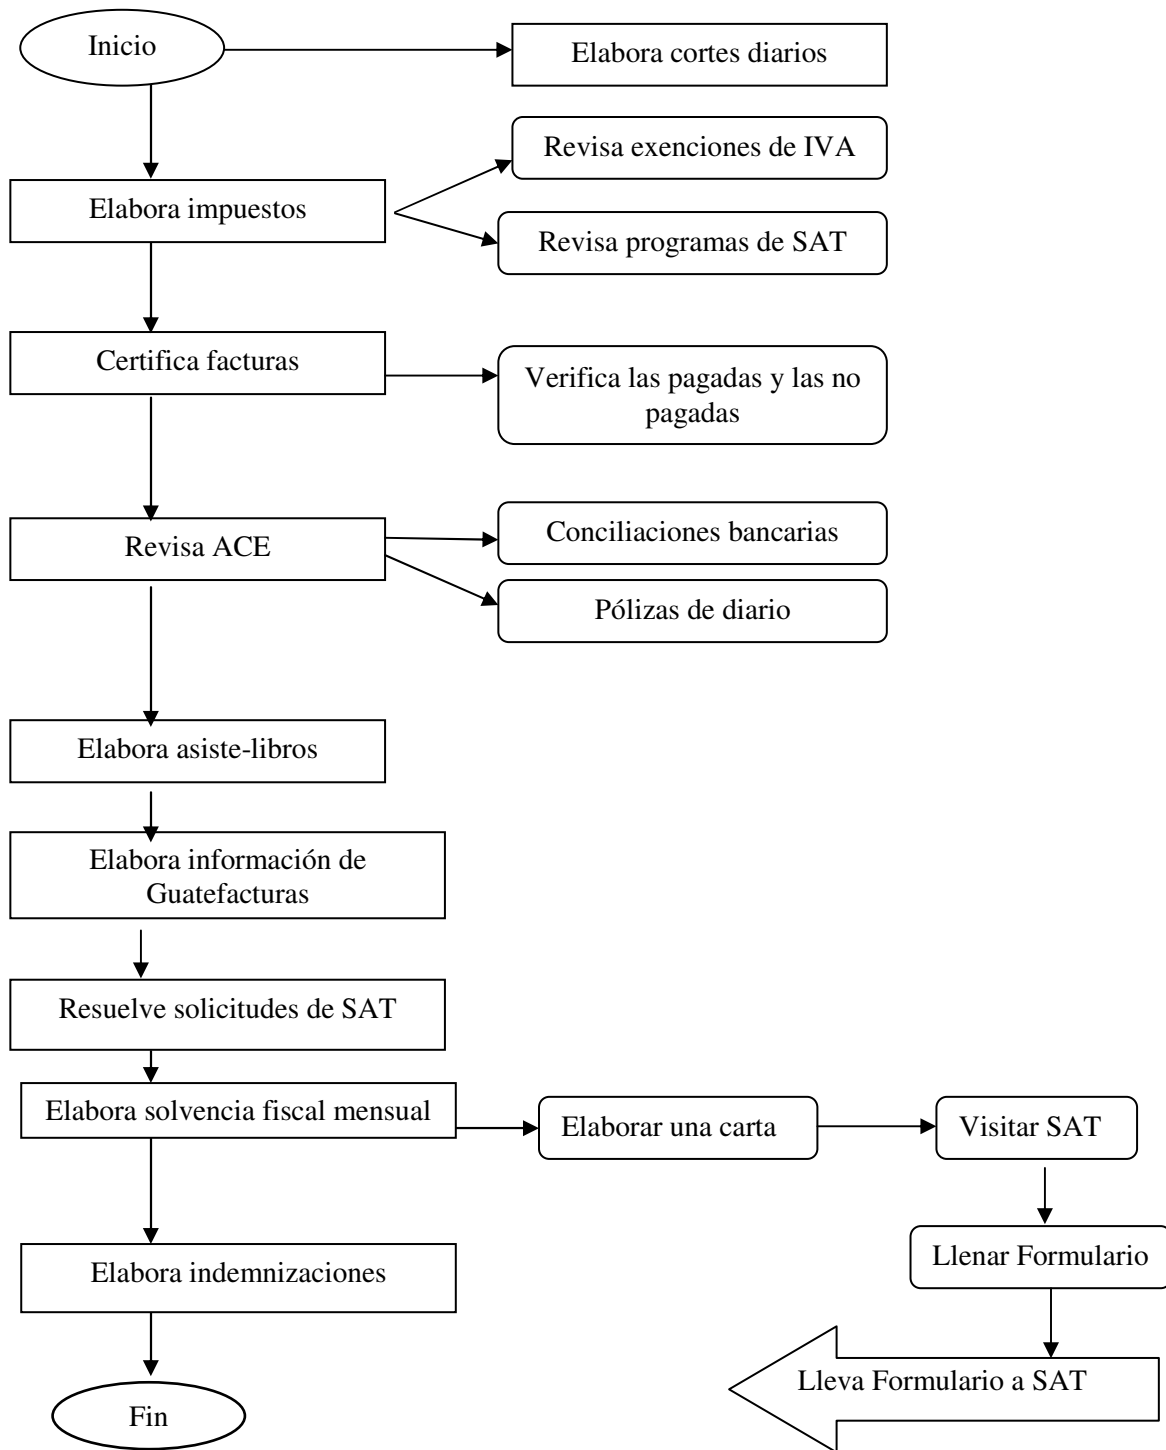 Inicio
Elabora cortes diarios
Revisa exenciones de IVA
Elabora impuestos
Revisa programas de SAT
Certifica facturas
Verifica las pagadas y las no
pagadas
Revisa ACE
Conciliaciones bancarias
Pólizas de diario
Elabora asiste-libros
Elabora información de
Guatefacturas
Resuelve solicitudes de SAT
Elabora solvencia fiscal mensual
Elaborar una carta
Visitar SAT
Llenar Formulario
Elabora indemnizaciones
Lleva Formulario a SAT
Fin